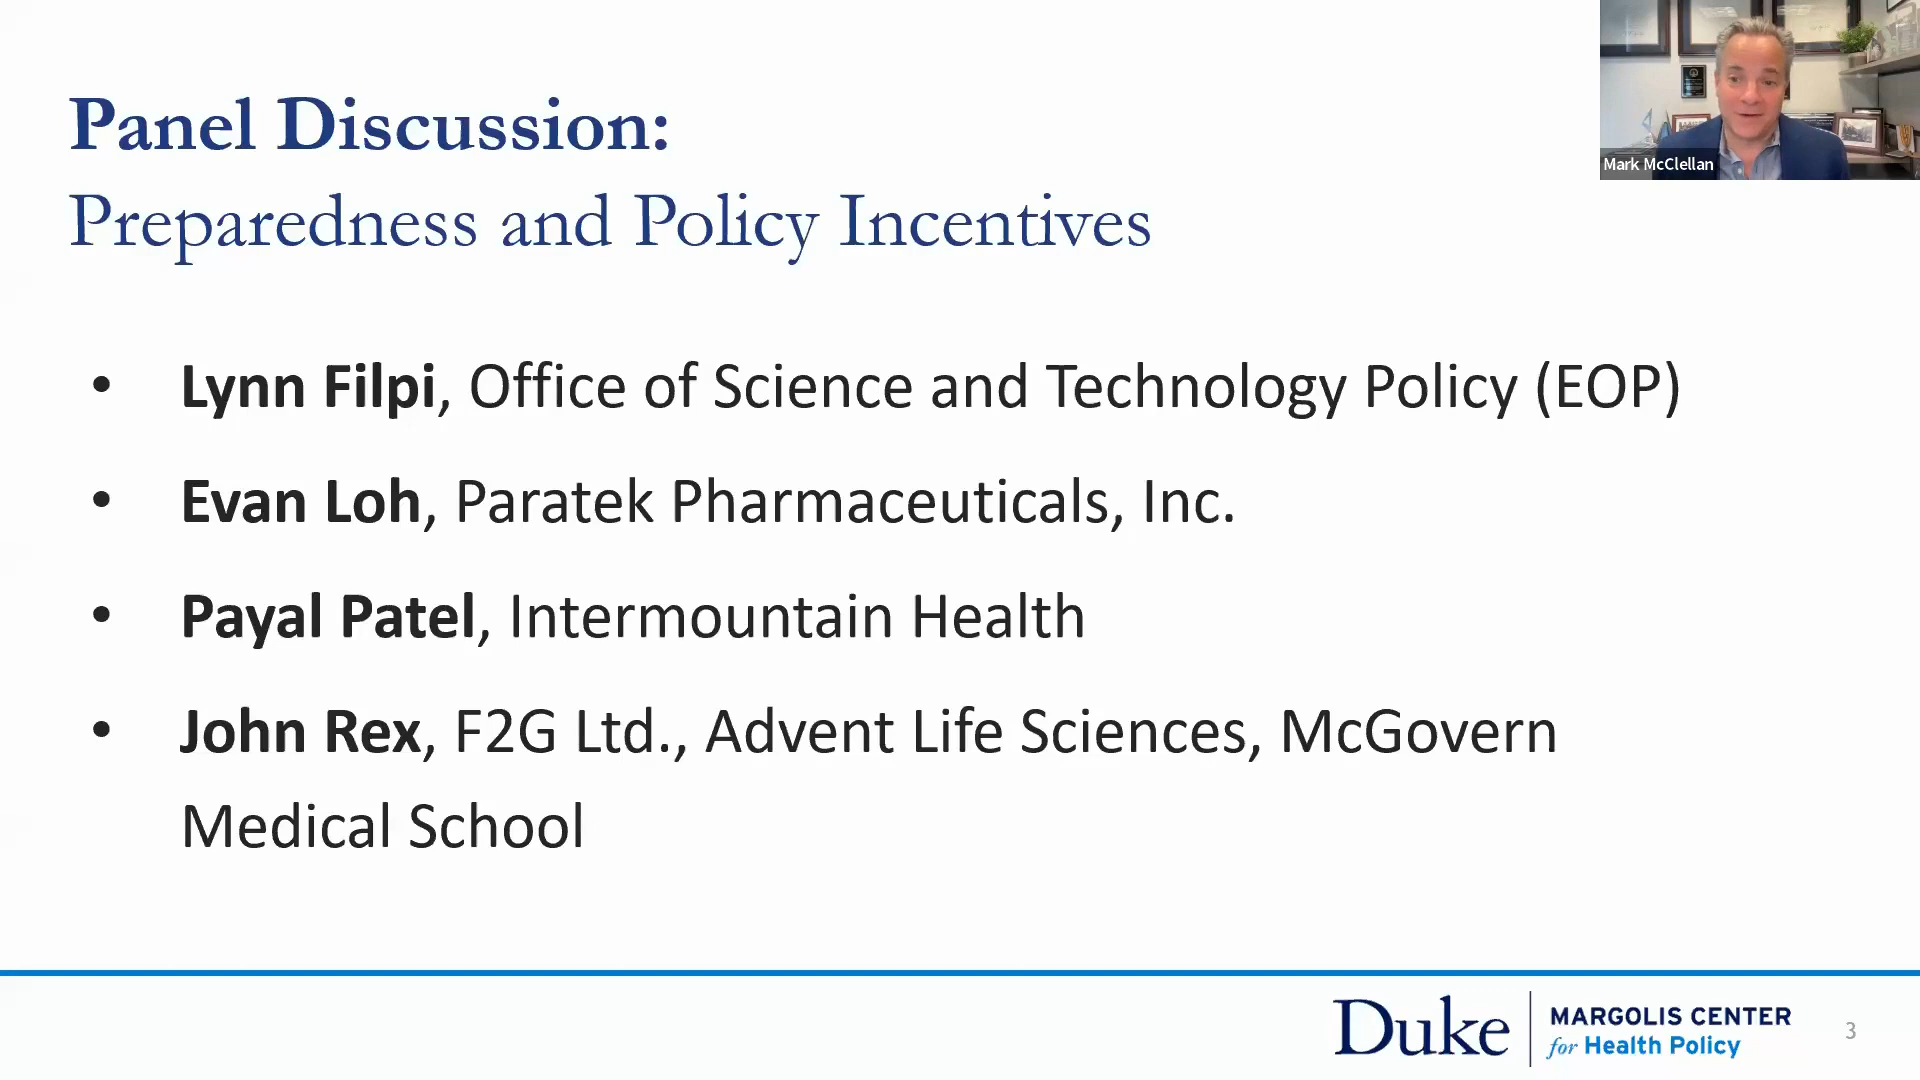 Panel Discussion:
Preparedness and Policy Incentives
Mark McClellan
• Lynn Filpi, Office of Science and Technology Policy (EOP)
• Evan Loh, Paratek Pharmaceuticals, Inc.
• Payal Patel, Intermountain Health
• John Rex, F2G Ltd., Advent Life Sciences, McGovern
Medical School
Duke
MARGOLIS CENTER
for Health Policy
3